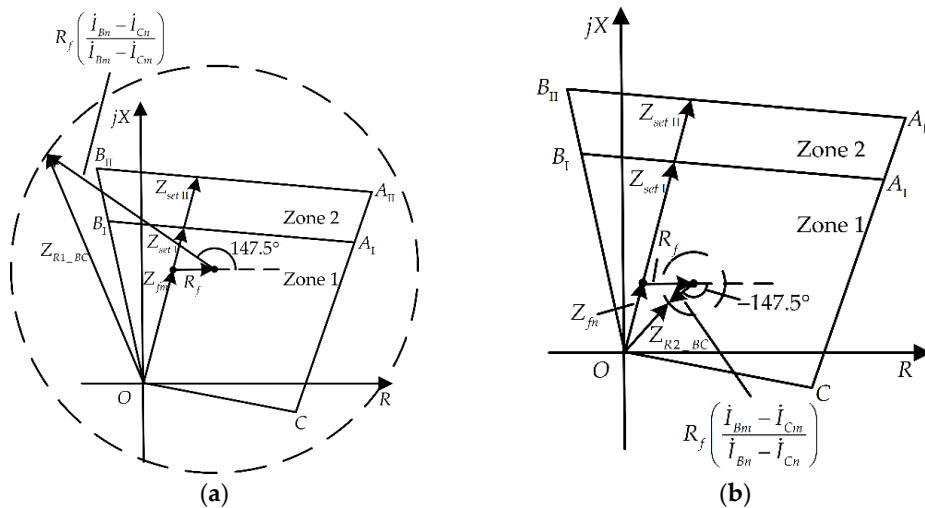 R_f ( (İ_Bn − İ_Cn) / (İ_Bm − İ_Cm) )
jX
B_II
Z_set II
A_II
Zone 2
B_I
Z_set I
A_I
147.5°
Z_R1_BC
Z_fm
R_f
Zone 1
O
R
C
(a)
jX
B_II
Z_set II
A_I
Zone 2
B_I
Z_set I
A_I
Zone 1
R_f
−147.5°
Z_fn
Z_R2_BC
O
R
C
R_f ( (İ_Bm − İ_Cm) / (İ_Bn − İ_Cn) )
(b)